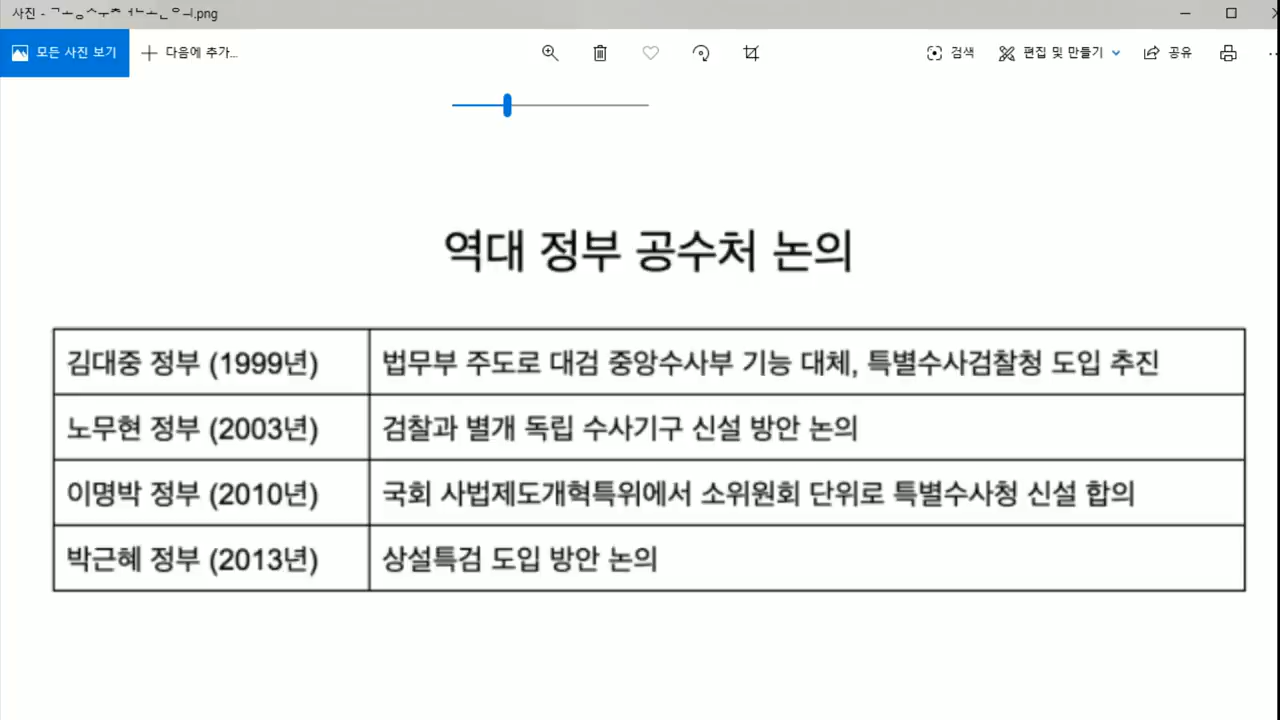 사진 -
.png
모든 사진 보기
다음에 추가...
검색
편집 및 만들기
공유
역대 정부 공수처 논의
김대중 정부 (1999년) 법무부 주도로 대검 중앙수사부 기능 대체, 특별수사검찰청 도입 추진
노무현 정부 (2003년) 검찰과 별개 독립 수사기구 신설 방안 논의
이명박 정부 (2010년) 국회 사법제도개혁특위에서 소위원회 단위로 특별수사청 신설 합의
박근혜 정부 (2013년) 상설특검 도입 방안 논의